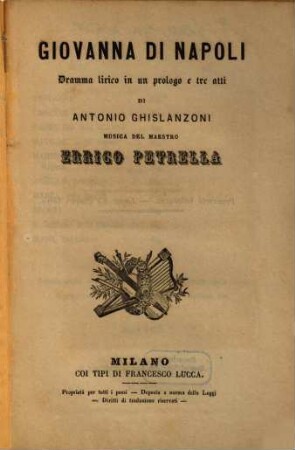 GIOVANNA DI NAPOLI
Dramma lirico in un prologo e tre atti
DI
ANTONIO GHISLANZONI
MUSICA DEL MAESTRO
ERRICO PETRELLA
MILANO
COI TIPI DI FRANCESCO LUCCA.
Proprietà per tutti i paesi — Deposto a norma delle Leggi
— Diritti di traduzione riservati —